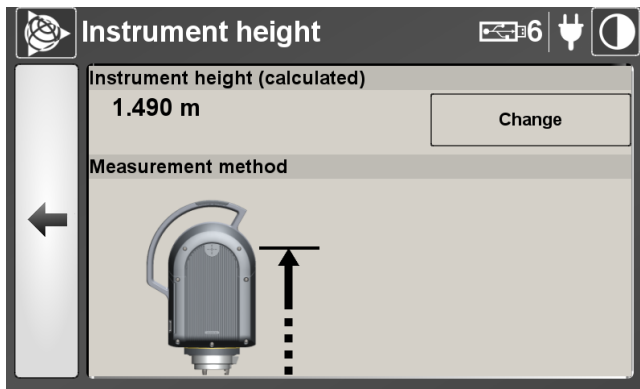 Instrument height
6
Instrument height (calculated)
1.490 m
Change
Measurement method